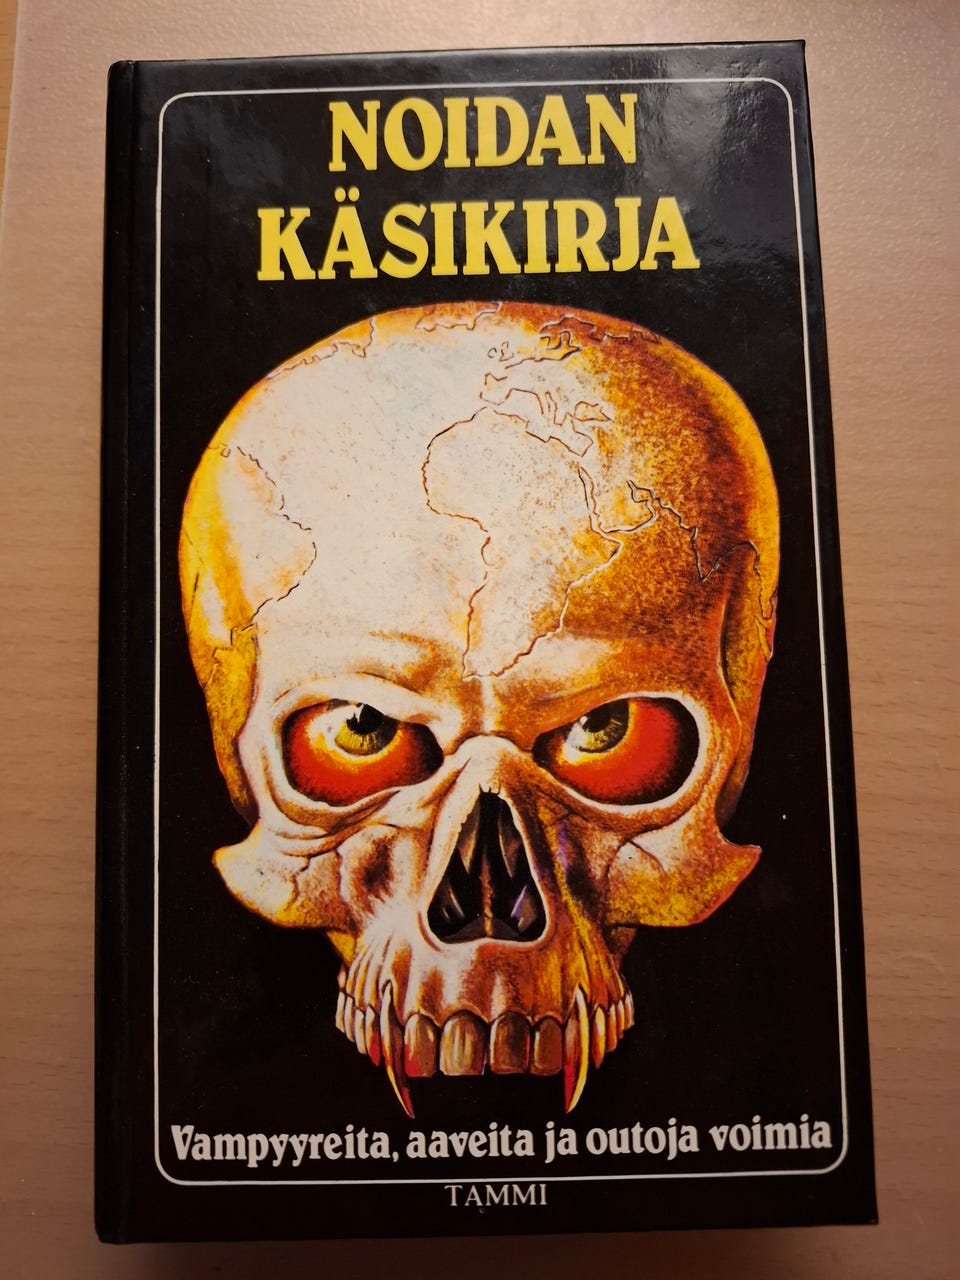 NOIDAN
KÄSIKIRJA
Vampyyreita, aaveita ja outoja voimia
TAMMI